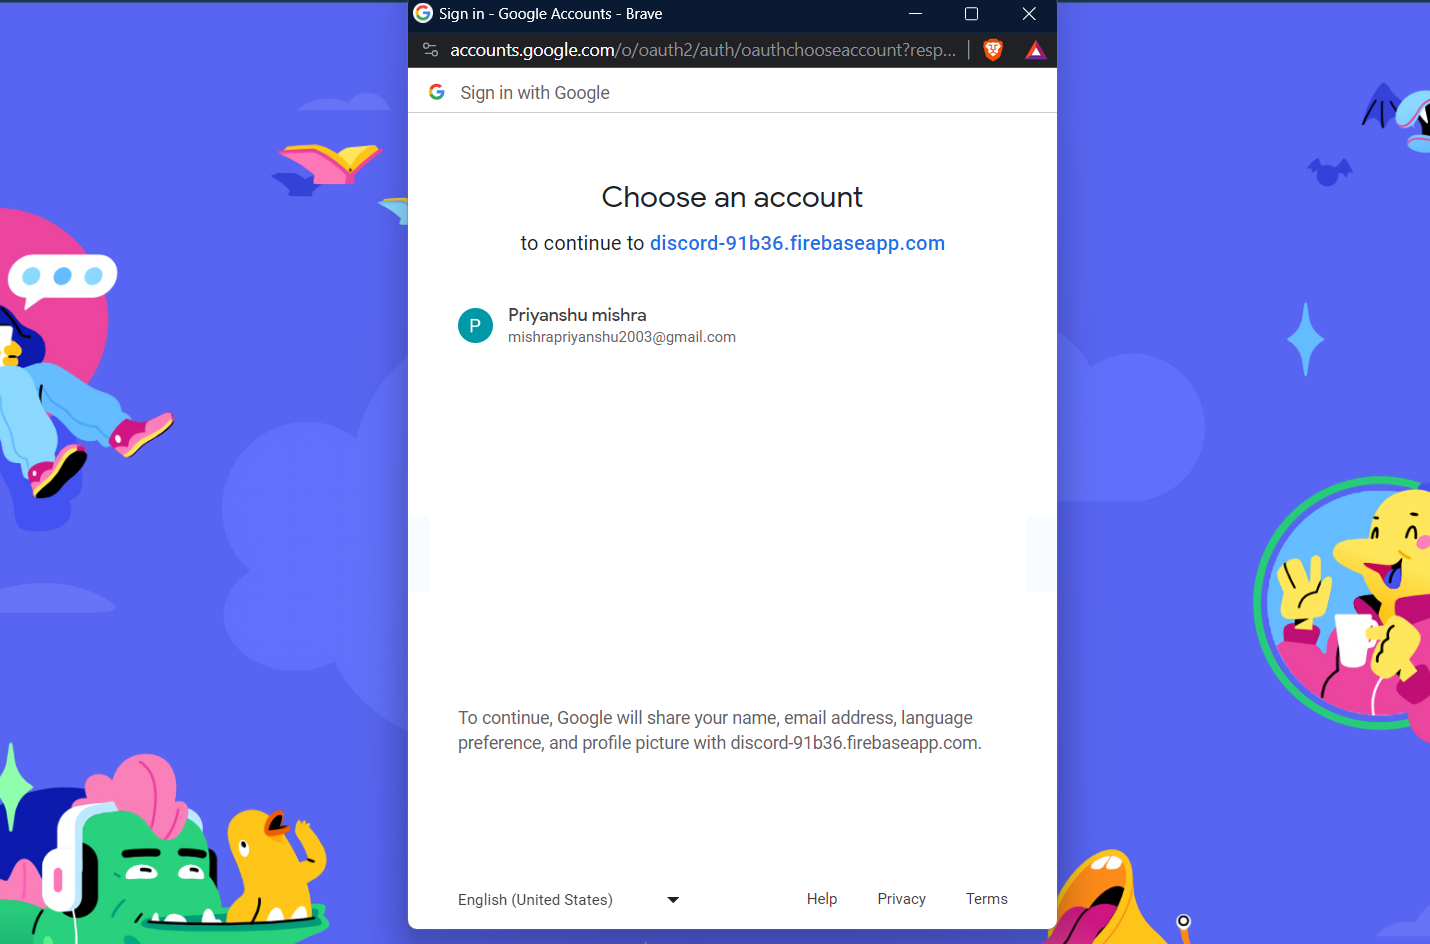 Sign in - Google Accounts - Brave
accounts.google.com/o/oauth2/auth/oauthchooseaccount?resp...
Sign in with Google
Choose an account
to continue to discord-91b36.firebaseapp.com
P
Priyanshu mishra
mishrapriyanshu2003@gmail.com
To continue, Google will share your name, email address, language
preference, and profile picture with discord-91b36.firebaseapp.com.
English (United States)
Help
Privacy
Terms